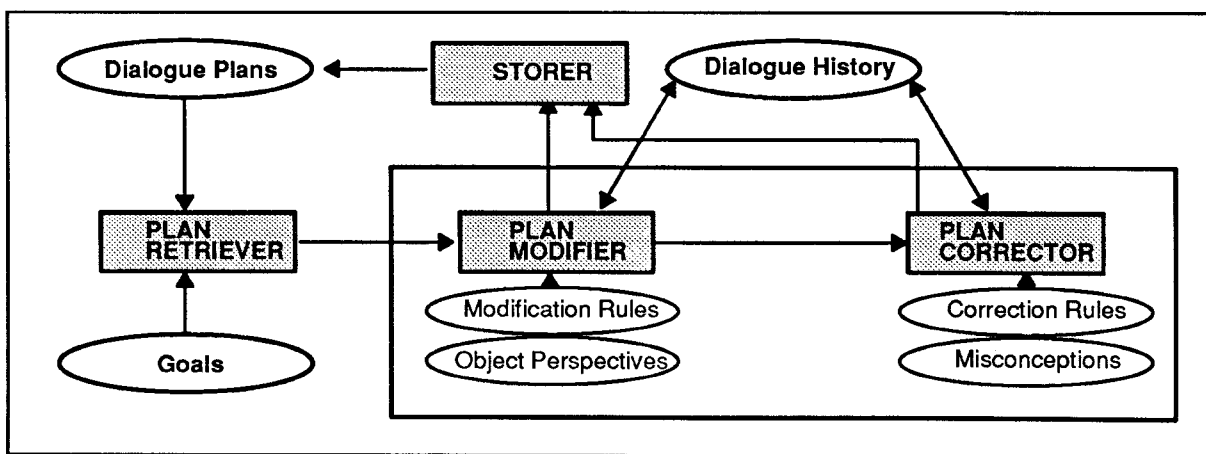 Dialogue Plans
STORER
Dialogue History
PLAN
RETRIEVER
PLAN
MODIFIER
PLAN
CORRECTOR
Modification Rules
Correction Rules
Goals
Object Perspectives
Misconceptions